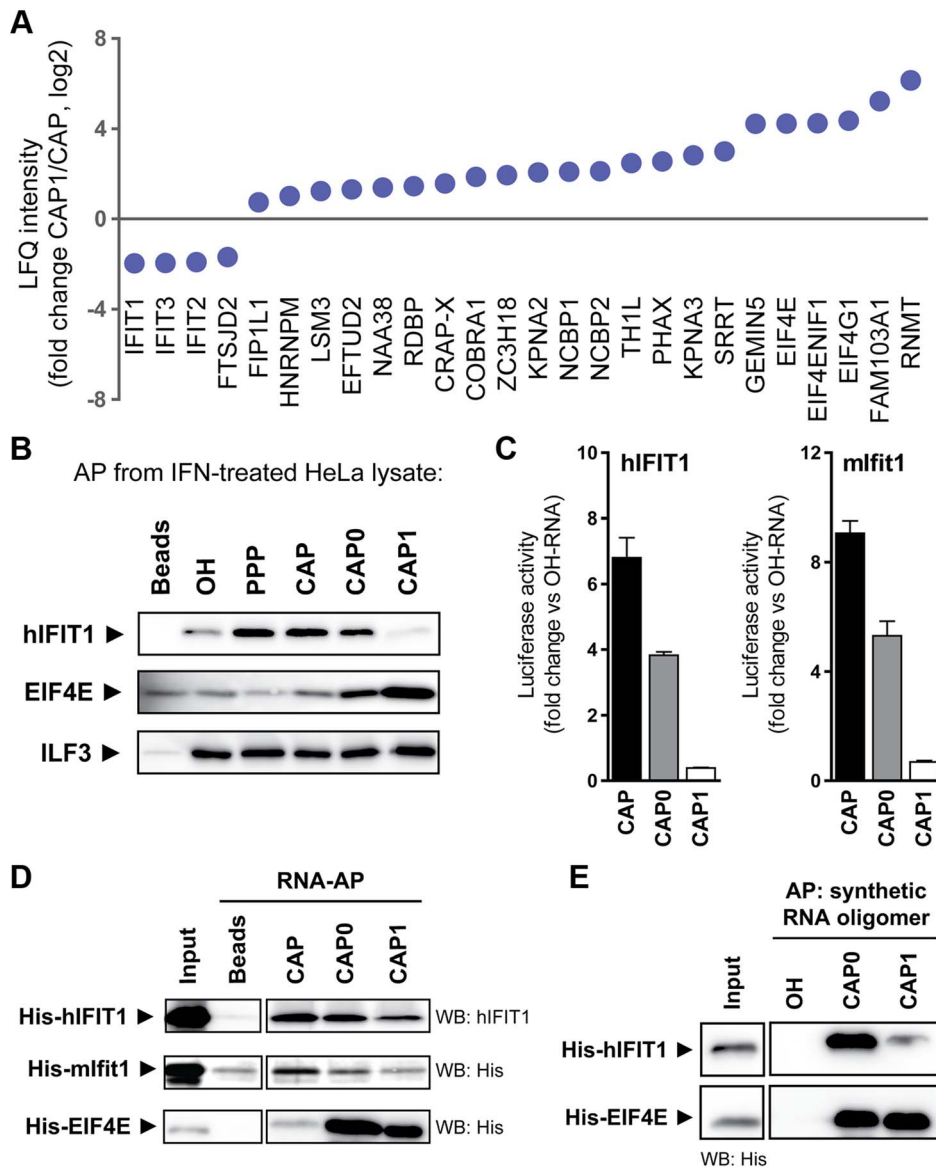 A
LFQ intensity
(fold change CAP1/CAP, log2)
8
4
0
-4
-8
IFIT1
IFIT3
IFIT2
FTSJD2
FIP1L1
HNRNPM
LSM3
EFTUD2
NAA38
RDBP
CRAP-X
COBRA1
ZC3H18
KPNA2
NCBP1
NCBP2
TH1L
PHAX
KPNA3
SRRT
GEMIN5
EIF4E
EIF4ENIF1
EIF4G1
FAM103A1
RNMT
B
AP from IFN-treated HeLa lysate:
Beads
OH
PPP
CAP
CAP0
CAP1
hIFIT1
EIF4E
ILF3
C
hIFIT1
Luciferase activity
(fold change vs OH-RNA)
10
8
6
4
2
0
CAP
CAP0
CAP1
mIfit1
Luciferase activity
(fold change vs OH-RNA)
12
8
4
0
CAP
CAP0
CAP1
D
RNA-AP
Input
Beads
CAP
CAP0
CAP1
His-hIFIT1
WB: hIFIT1
His-mIfit1
WB: His
His-EIF4E
WB: His
E
AP: synthetic
RNA oligomer
Input
OH
CAP0
CAP1
His-hIFIT1
His-EIF4E
WB: His